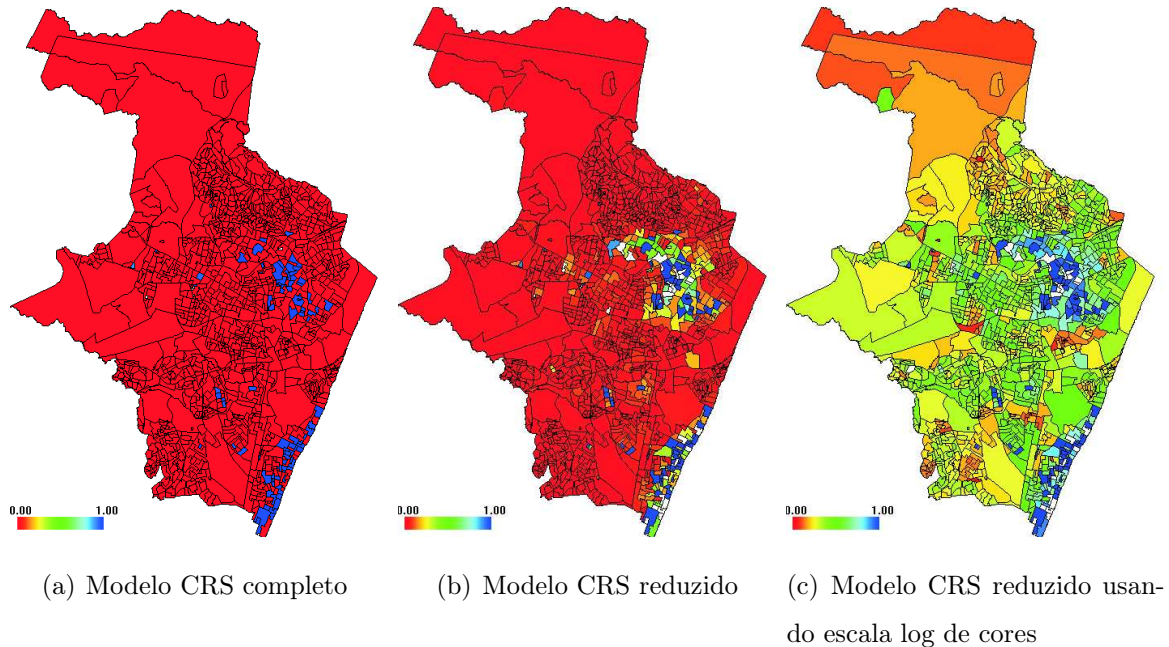 0.00 1.00
0.00 1.00
0.00 1.00
(a) Modelo CRS completo
(b) Modelo CRS reduzido
(c) Modelo CRS reduzido usan-
do escala log de cores